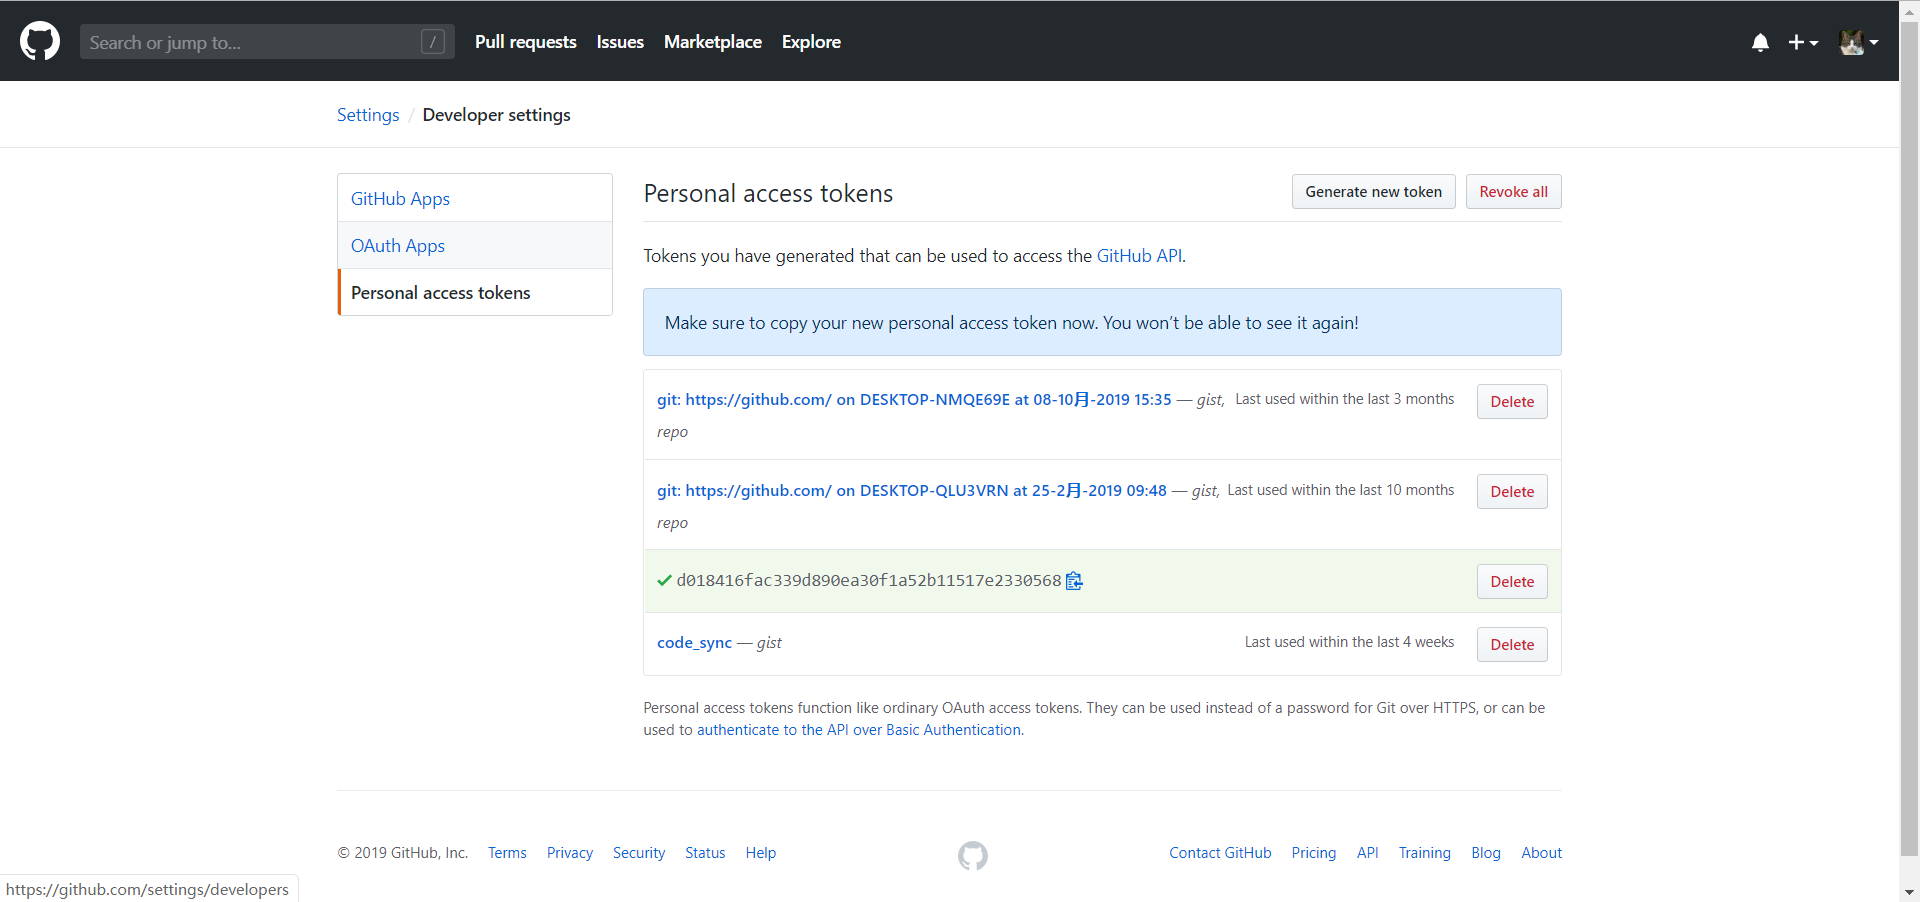 Search or jump to... /
Pull requests Issues Marketplace Explore
Settings / Developer settings
GitHub Apps
OAuth Apps
Personal access tokens
Personal access tokens
Generate new token
Revoke all
Tokens you have generated that can be used to access the GitHub API.
Make sure to copy your new personal access token now. You won’t be able to see it again!
git: https://github.com/ on DESKTOP-NMQE69E at 08-10月-2019 15:35 — gist, Last used within the last 3 months Delete
repo
git: https://github.com/ on DESKTOP-QLU3VRN at 25-2月-2019 09:48 — gist, Last used within the last 10 months Delete
repo
d018416fac339d890ea30f1a52b11517e2330568 Delete
code_sync — gist Last used within the last 4 weeks Delete
Personal access tokens function like ordinary OAuth access tokens. They can be used instead of a password for Git over HTTPS, or can be
used to authenticate to the API over Basic Authentication.
© 2019 GitHub, Inc. Terms Privacy Security Status Help Contact GitHub Pricing API Training Blog About
https://github.com/settings/developers